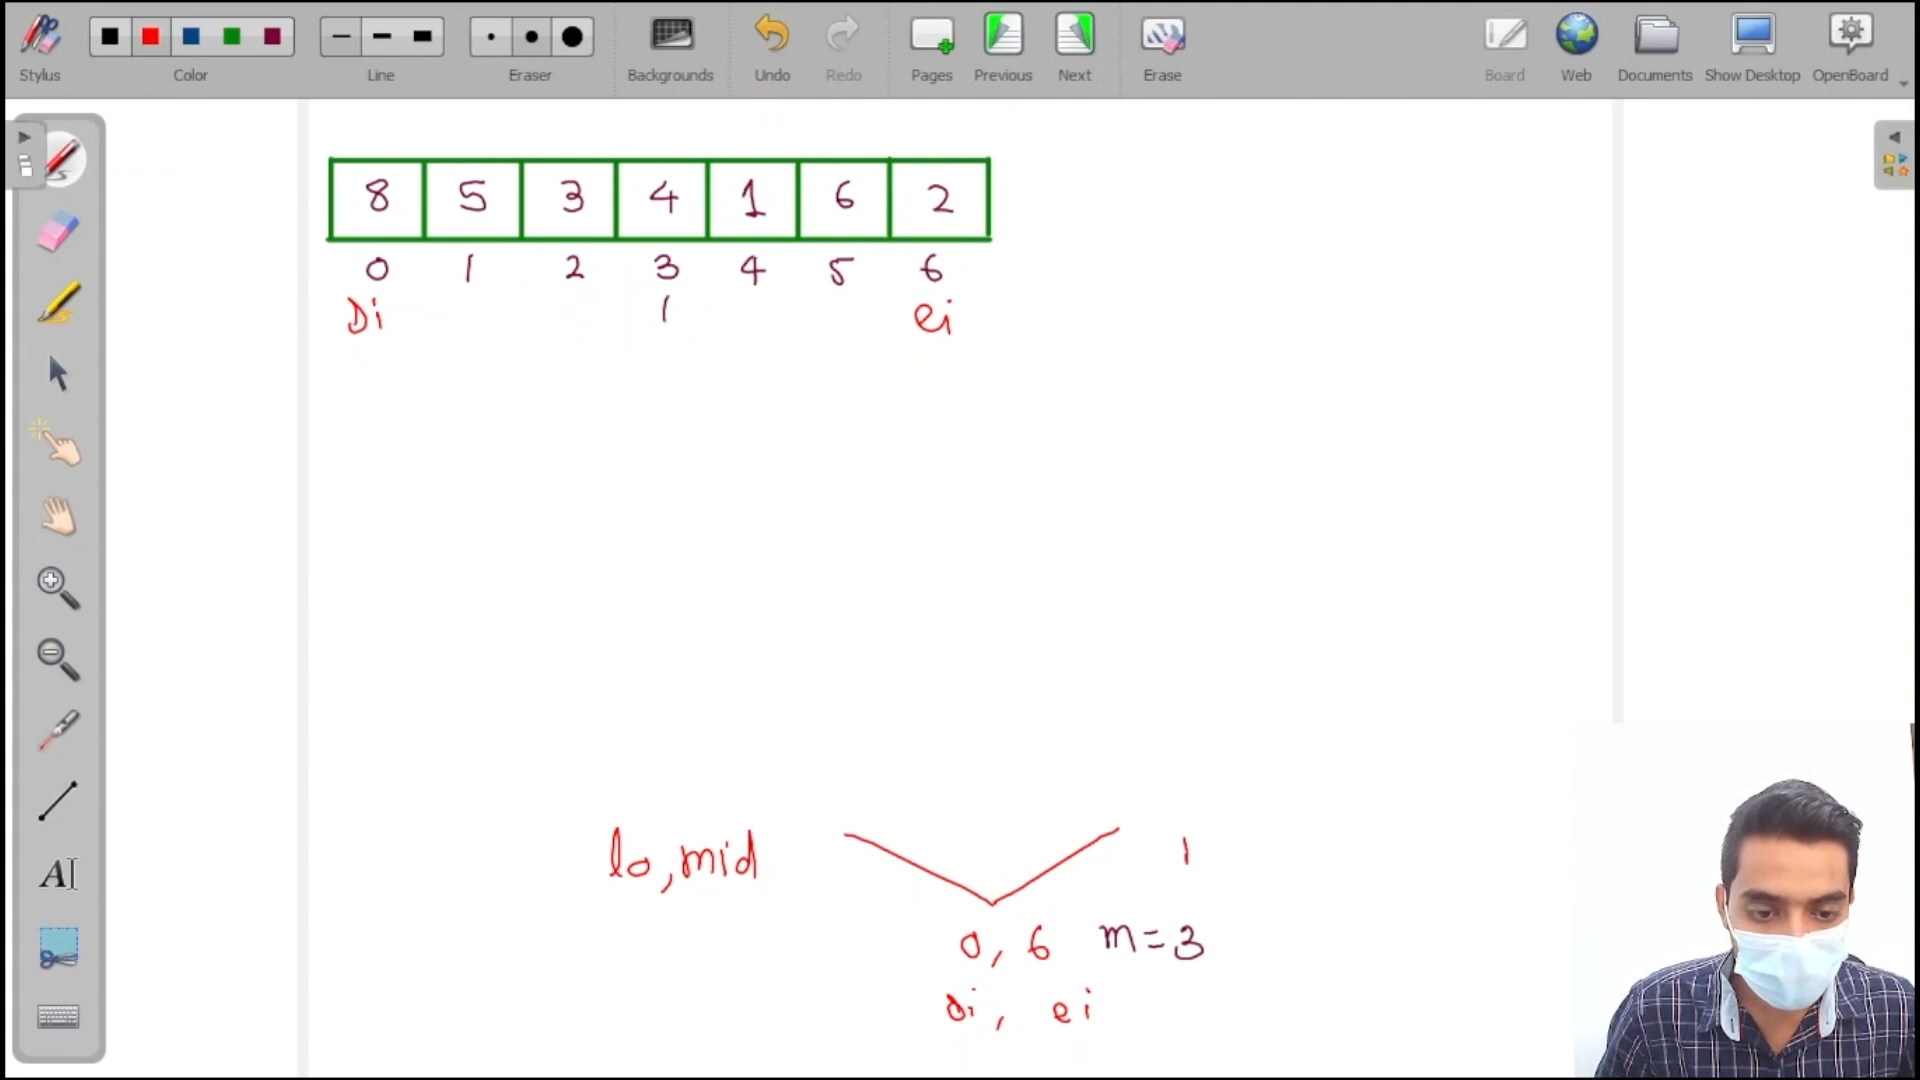 Stylus Color Line Eraser Backgrounds Undo Redo Pages Previous Next Erase Board Web Documents Show Desktop OpenBoard
8 5 3 4 1 6 2
0 1 2 3 4 5 6
si ei
lo, mid
0, 6 m=3
si, ei